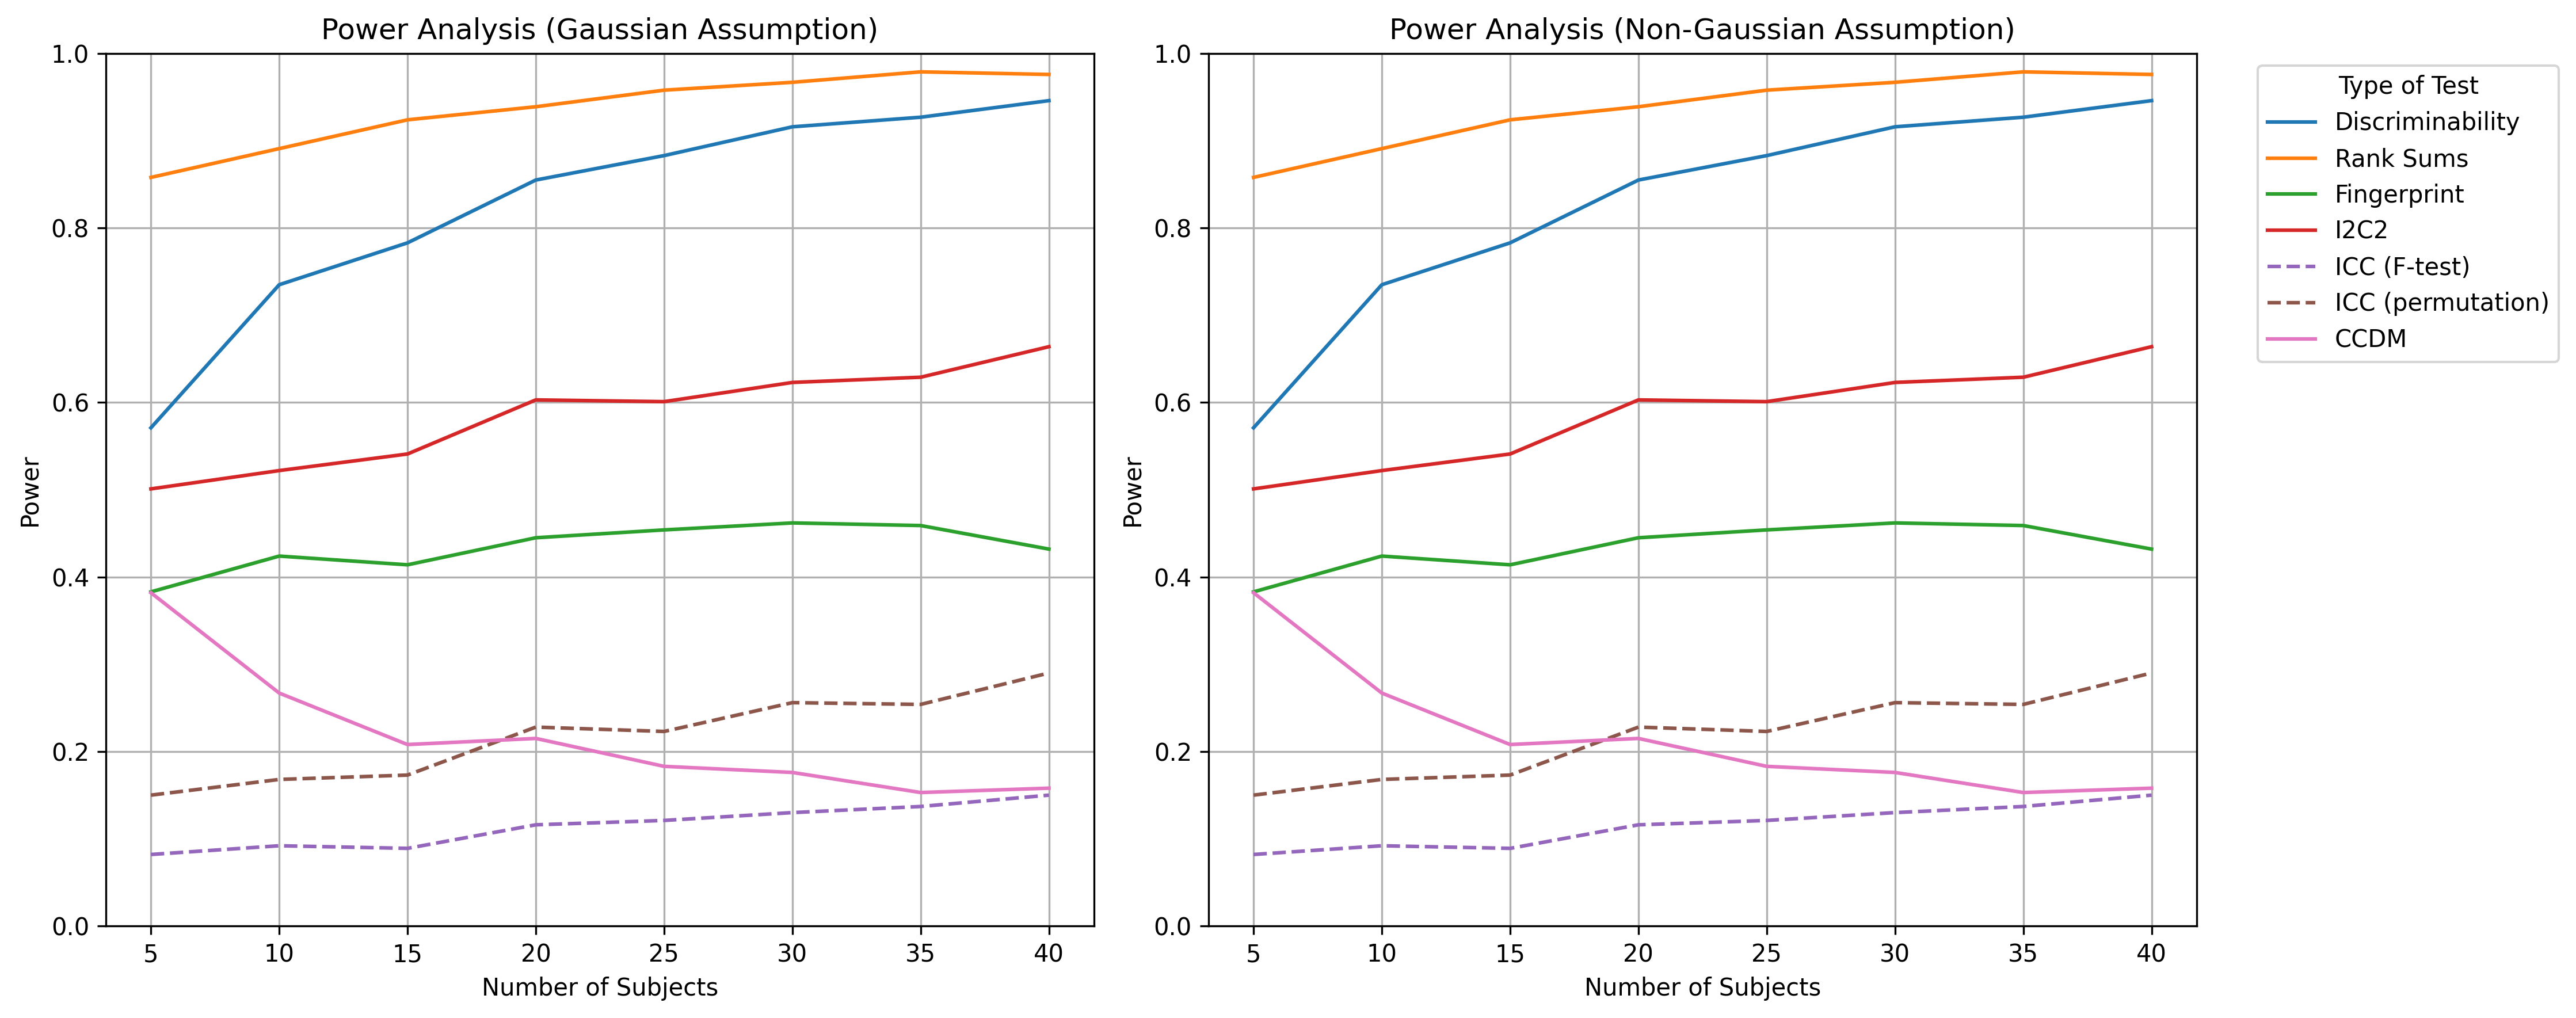 Power Analysis (Gaussian Assumption)
1.0
0.8
0.6
0.4
0.2
0.0
Power
5 10 15 20 25 30 35 40
Number of Subjects
Power Analysis (Non-Gaussian Assumption)
1.0
0.8
0.6
0.4
0.2
0.0
Power
5 10 15 20 25 30 35 40
Number of Subjects
Type of Test
Discriminability
Rank Sums
Fingerprint
I2C2
ICC (F-test)
ICC (permutation)
CCDM